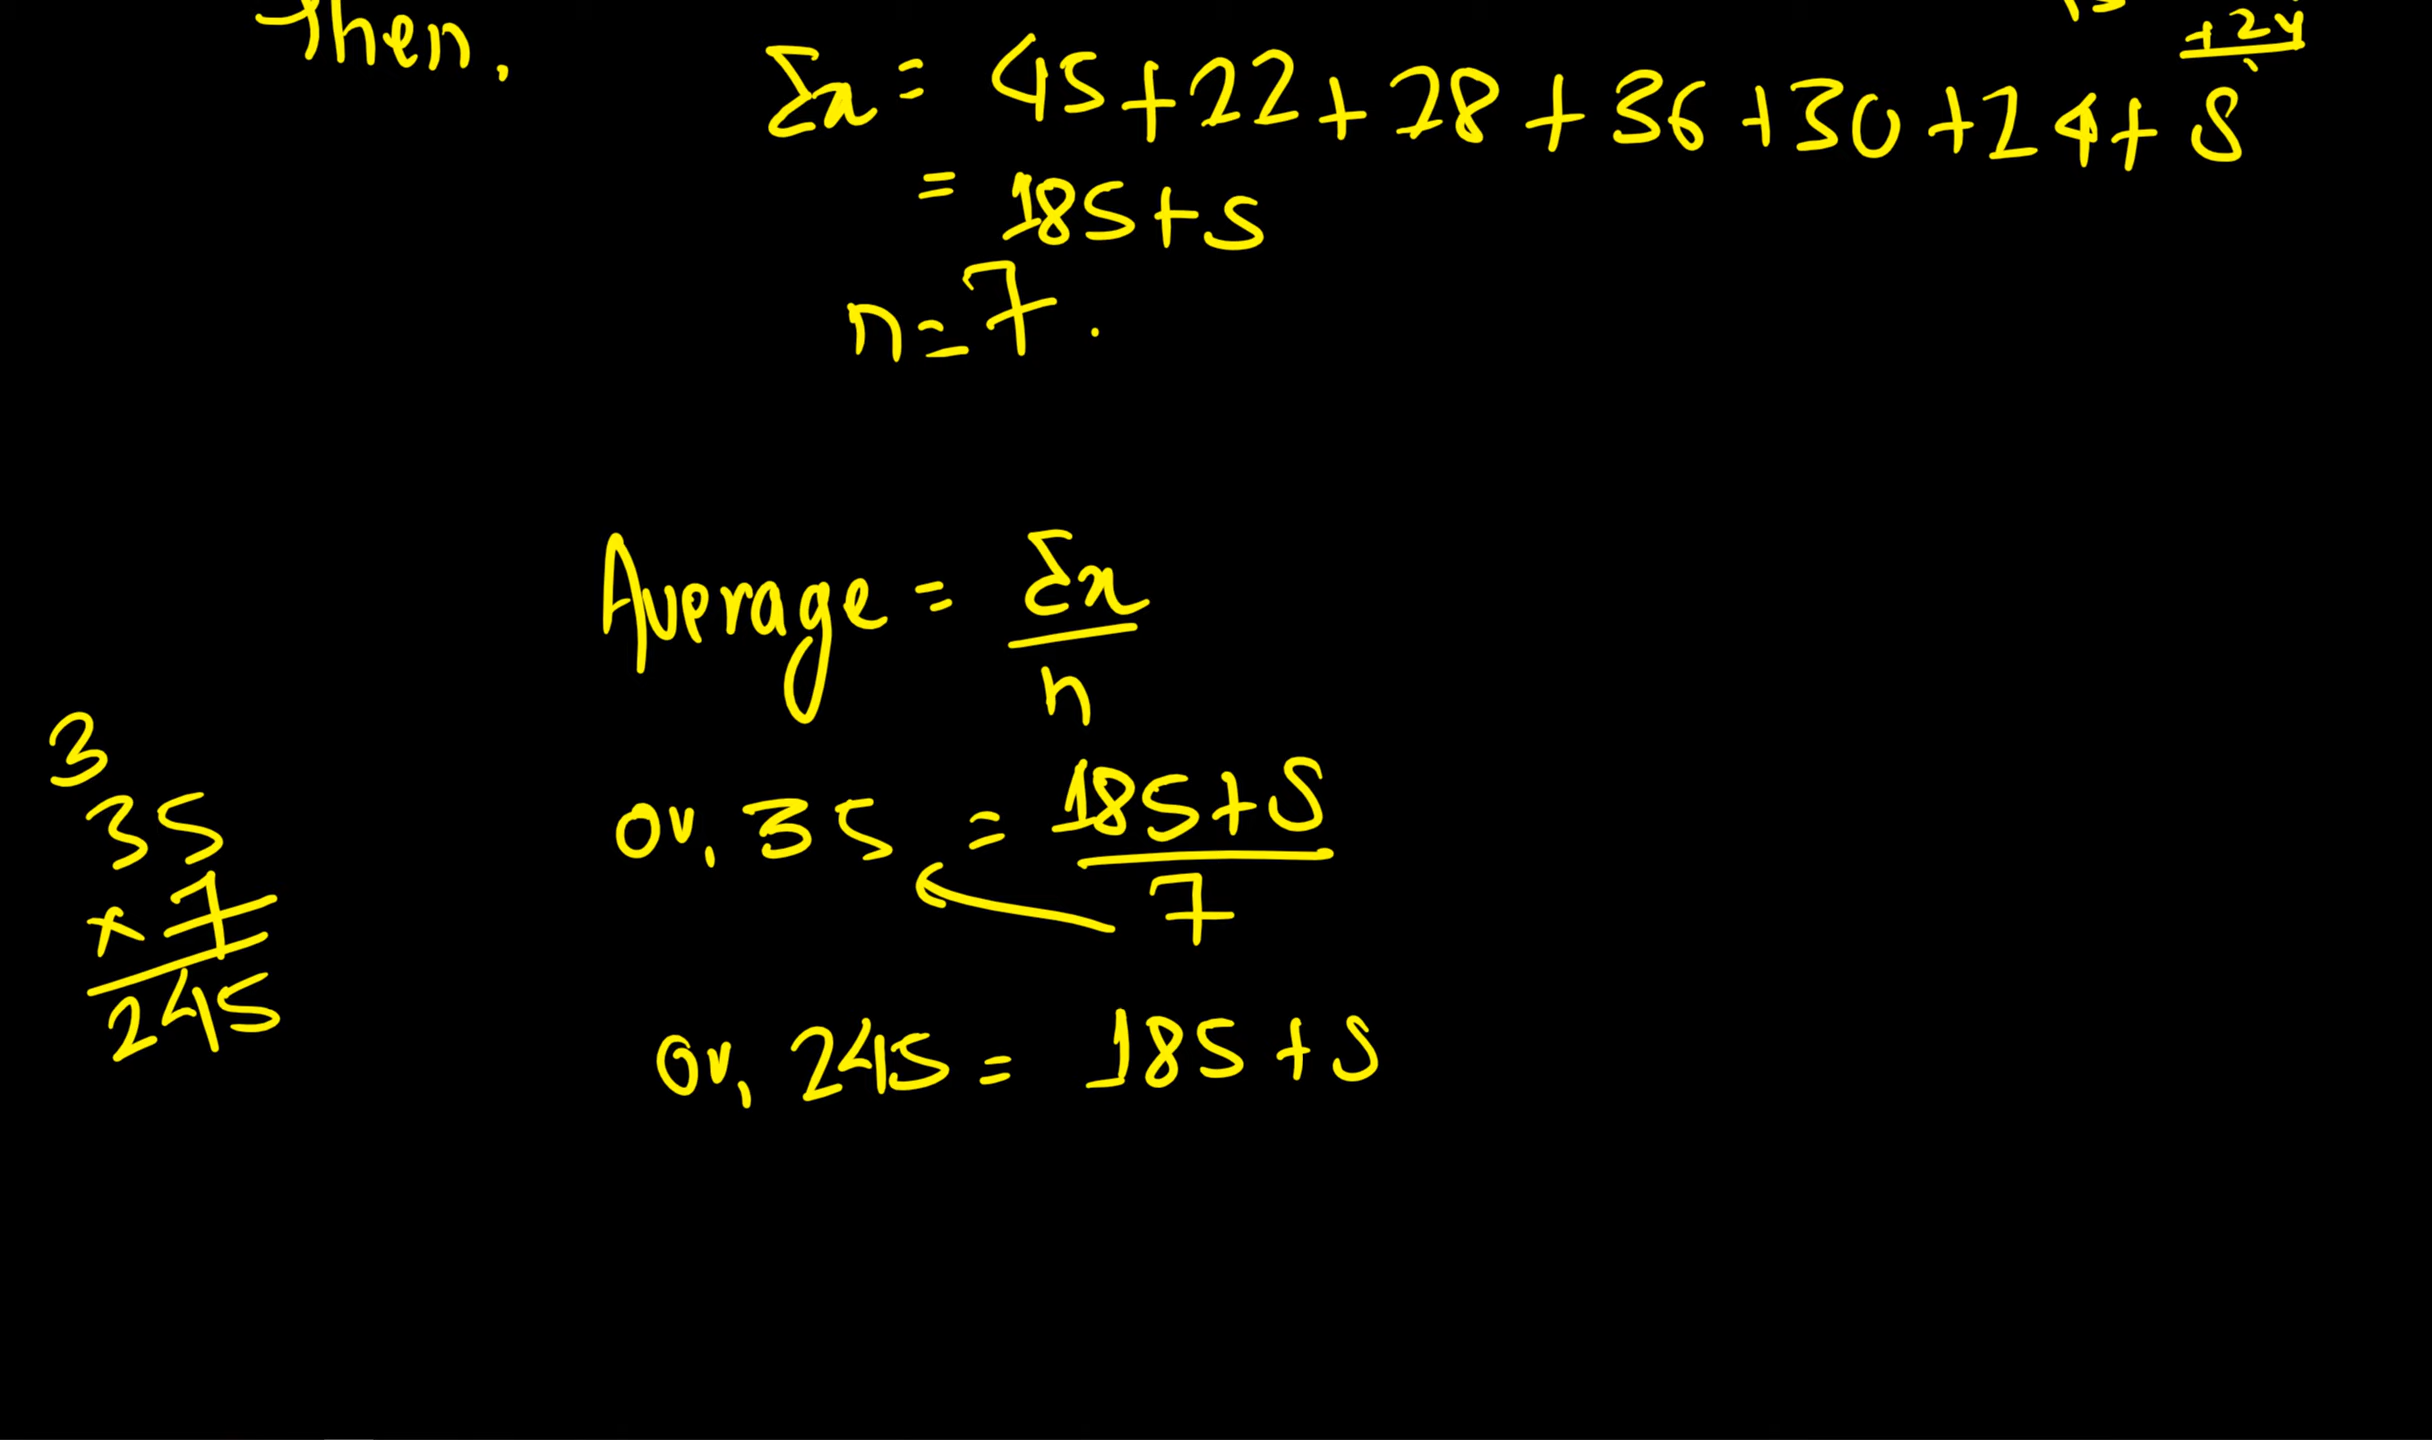 Then,
+24
Σx = 45+22+28+36+30+24+S
= 185+S
n=7.
Average = Σx/n
or, 35 = 185+S/7
or, 245 = 185+S
3
35
×7
245